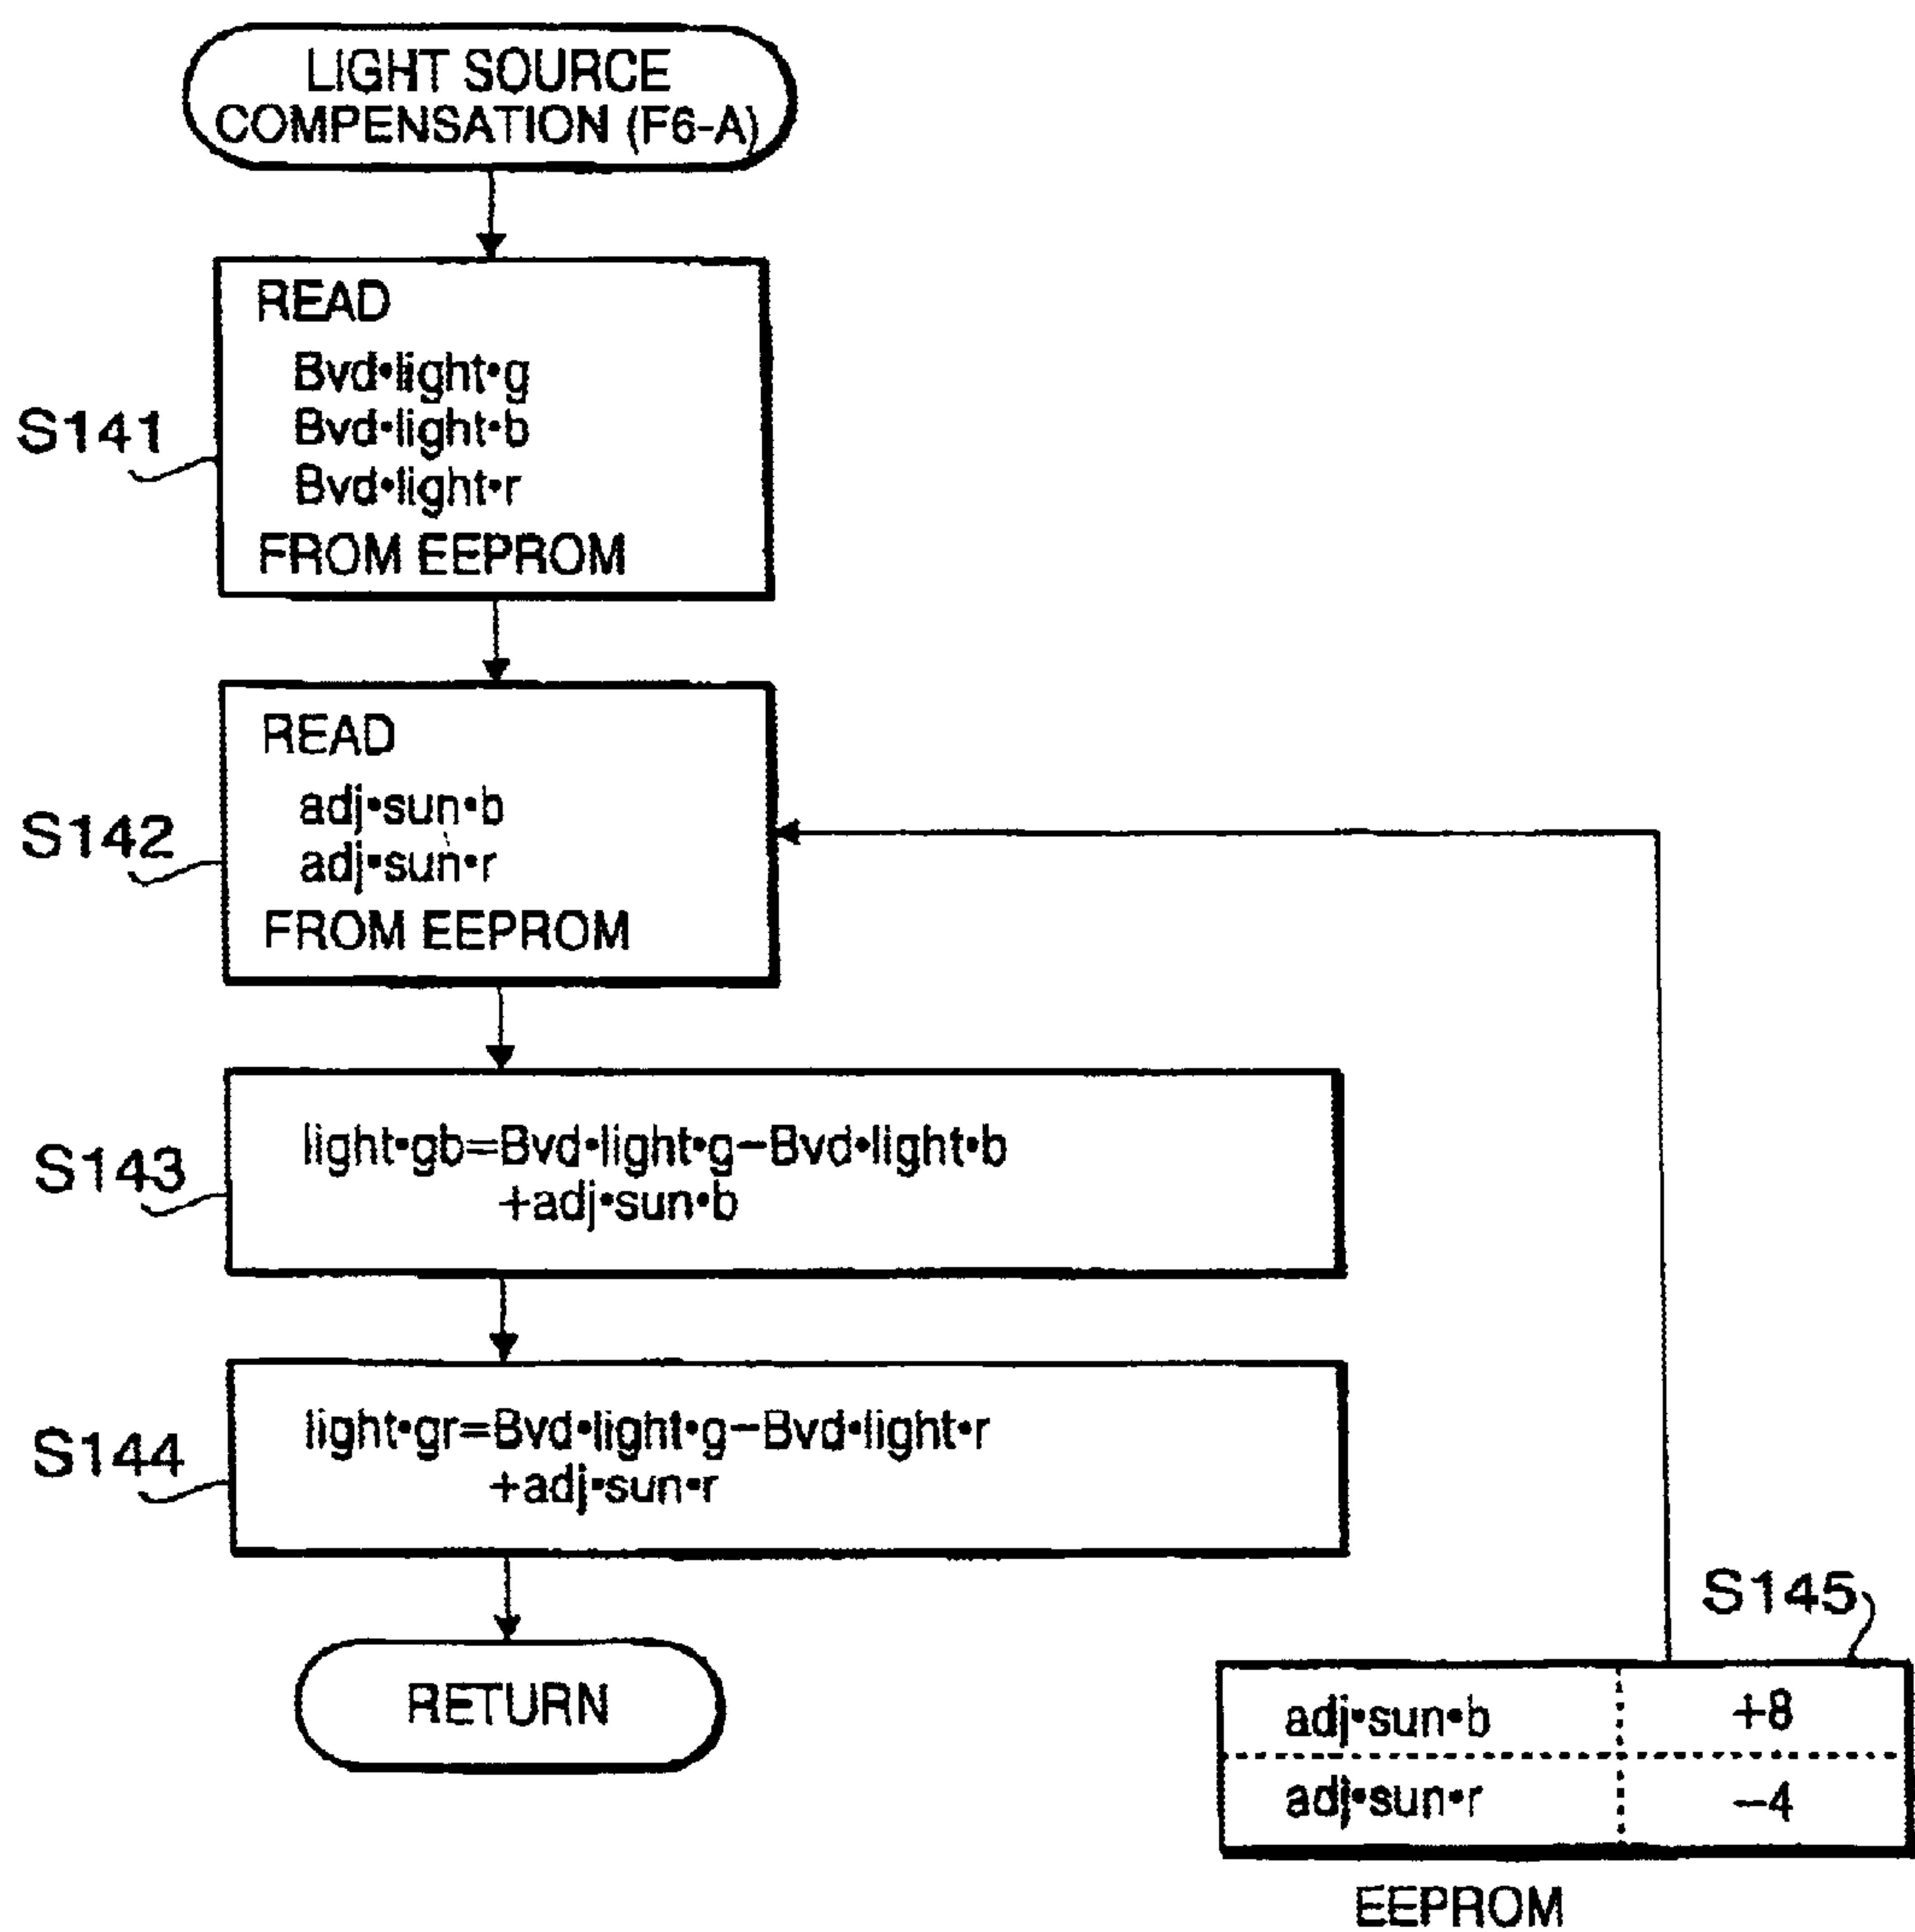 LIGHT SOURCE
COMPENSATION (F6-A)
READ
Bvd•light•g
Bvd•light•b
Bvd•light•r
FROM EEPROM
S141
READ
adj•sun•b
adj•sun•r
FROM EEPROM
S142
light•gb=Bvd•light•g−Bvd•light•b
+adj•sun•b
S143
light•gr=Bvd•light•g−Bvd•light•r
+adj•sun•r
S144
RETURN
S145
adj•sun•b +8
adj•sun•r −4
EEPROM